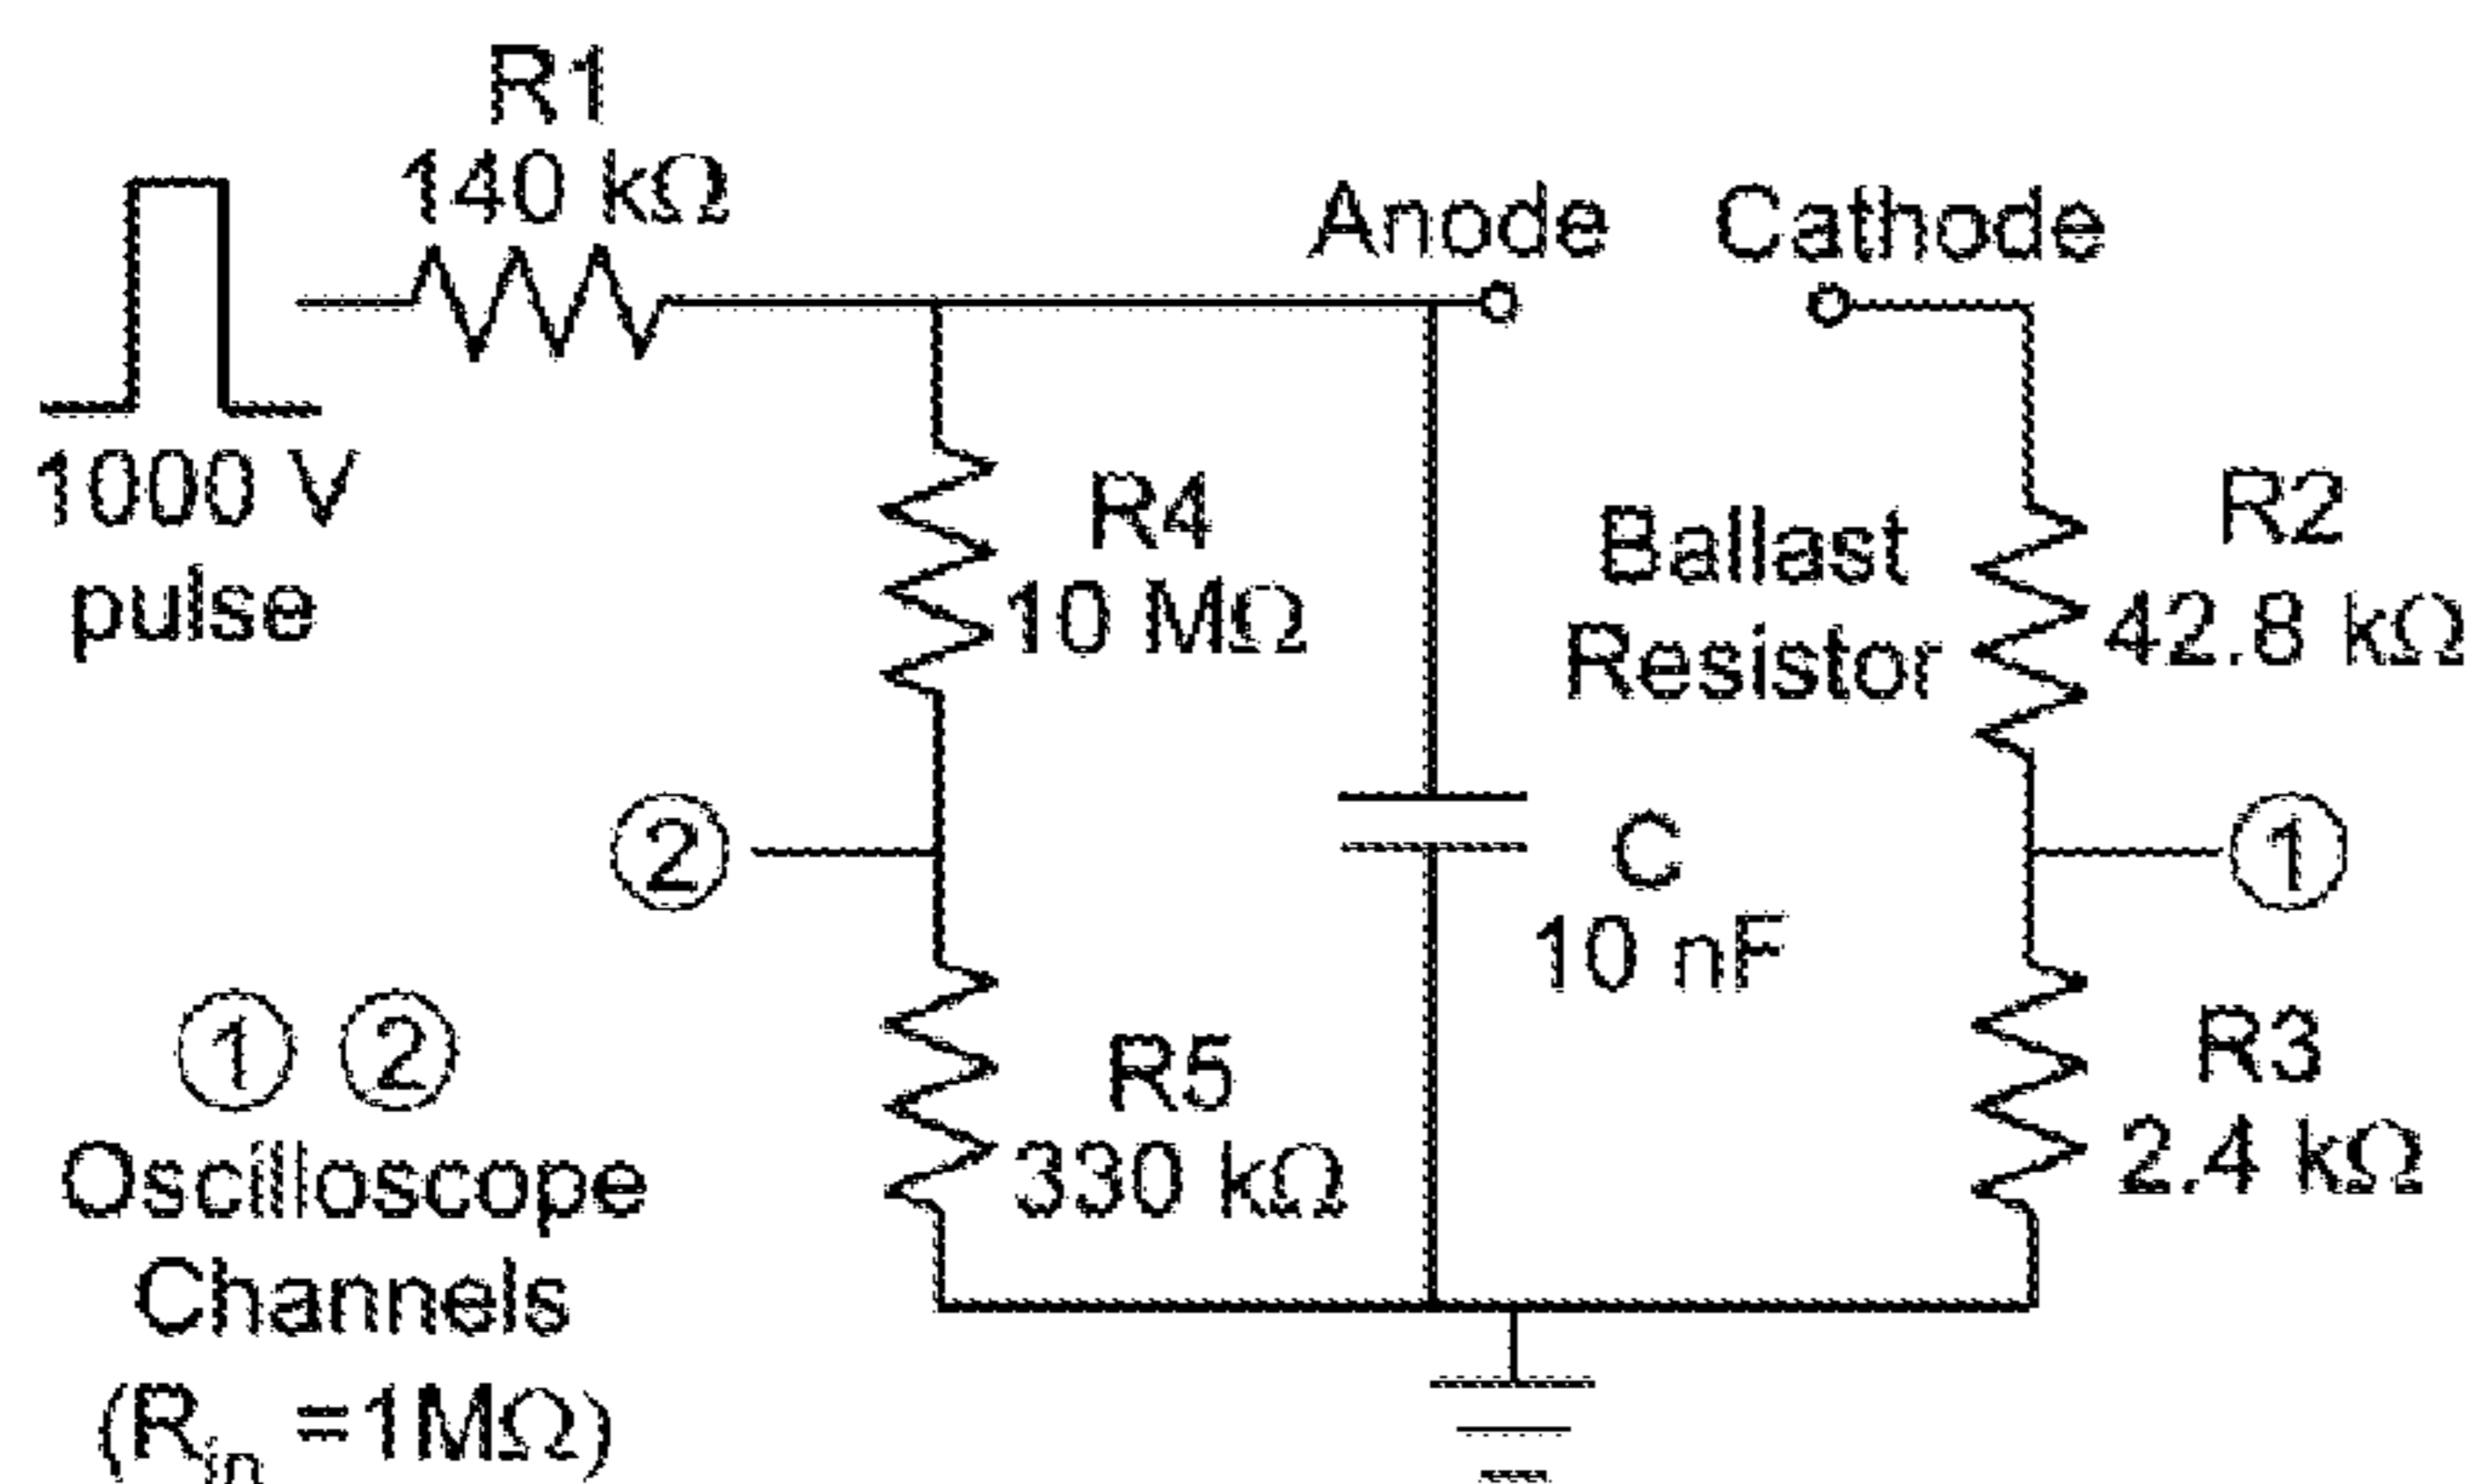 R1
140 kΩ
1000 V
pulse
Anode
Cathode
R4
10 MΩ
Ballast
Resistor
R2
42.8 kΩ
②
C
10 nF
①
① ②
Oscilloscope
Channels
(Rin =1MΩ)
R5
330 kΩ
R3
2.4 kΩ